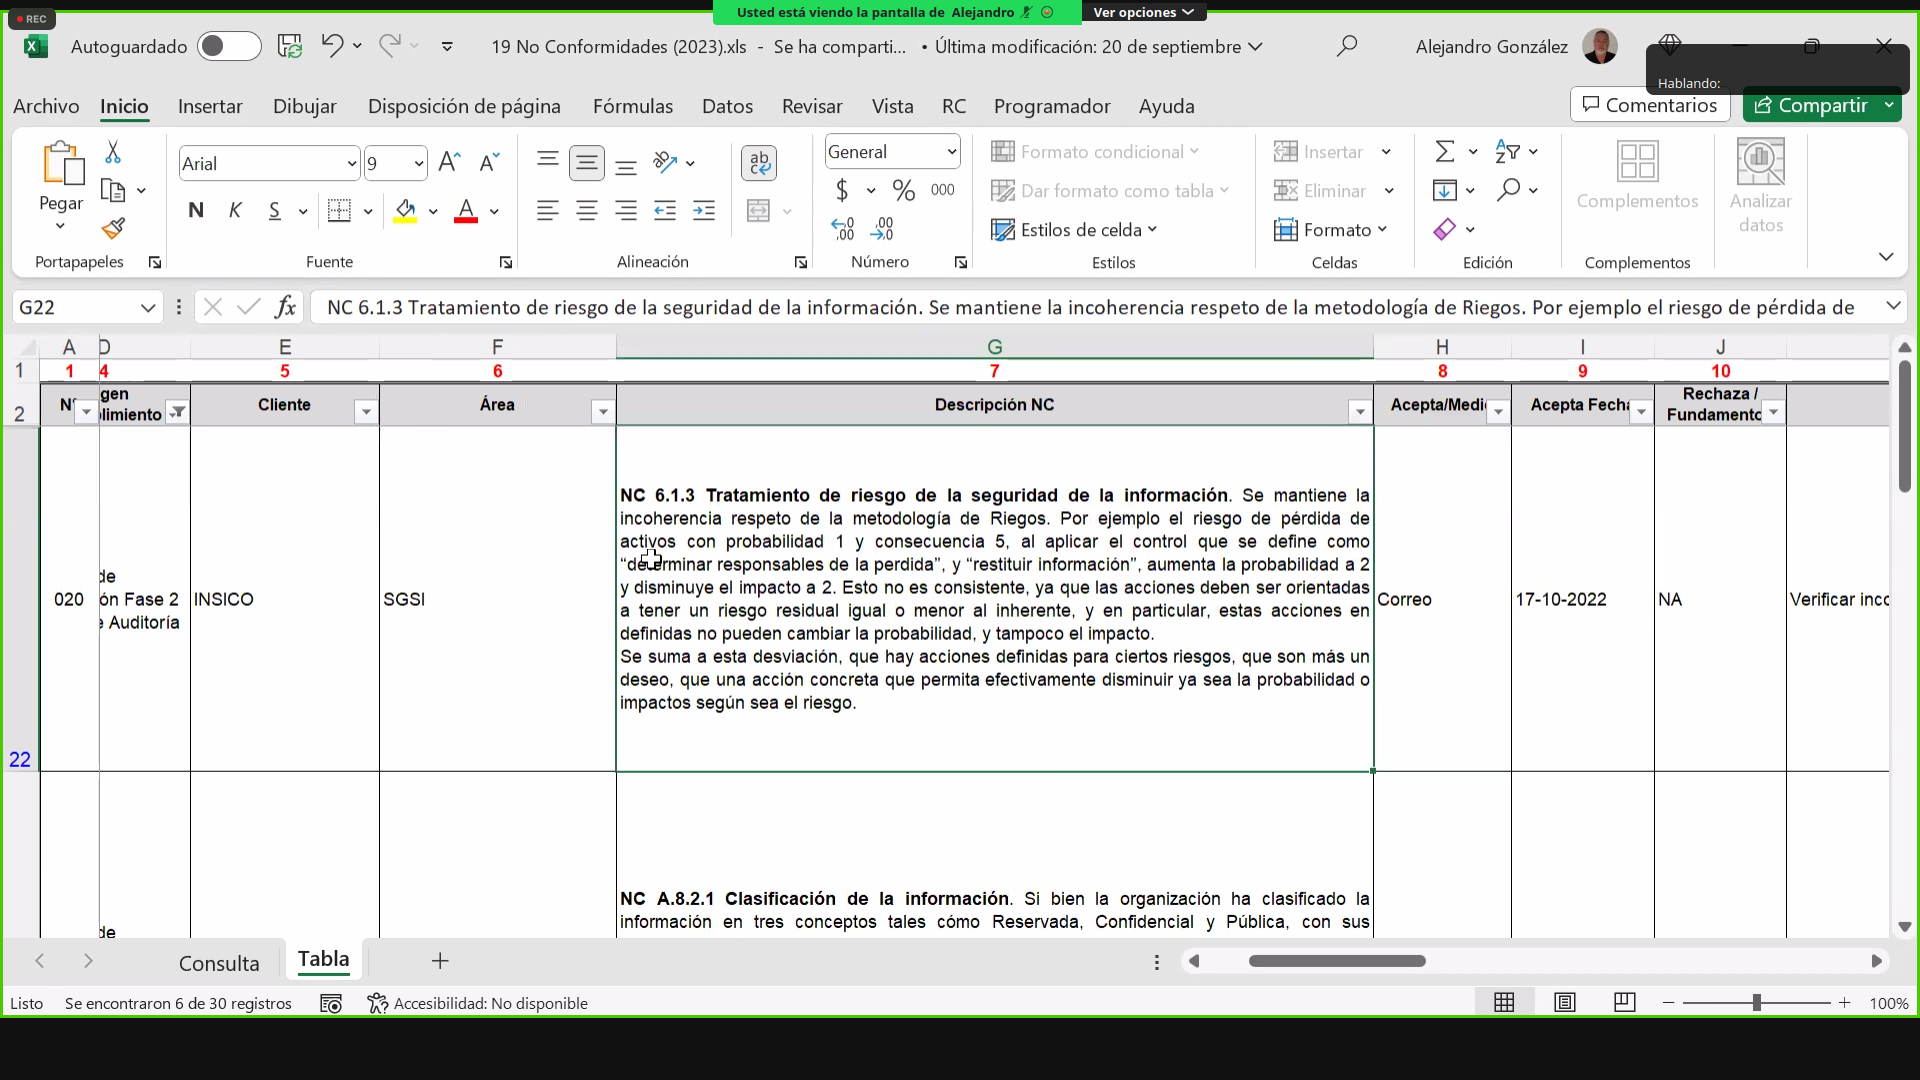 REC
Usted está viendo la pantalla de Alejandro
Ver opciones
Autoguardado
19 No Conformidades (2023).xls - Se ha comparti... • Última modificación: 20 de septiembre
Alejandro González
Hablando:
Archivo Inicio Insertar Dibujar Disposición de página Fórmulas Datos Revisar Vista RC Programador Ayuda
Comentarios Compartir
Pegar
Arial 9
N K S
General
$ % 000
Formato condicional
Dar formato como tabla
Estilos de celda
Insertar
Eliminar
Formato
Complementos
Analizar datos
Portapapeles Fuente Alineación Número Estilos Celdas Edición Complementos
G22 fx NC 6.1.3 Tratamiento de riesgo de la seguridad de la información. Se mantiene la incoherencia respeto de la metodología de Riegos. Por ejemplo el riesgo de pérdida de
A D E F G H I J
1 1 4 5 6 7 8 9 10
2 gen limiento Cliente Área Descripción NC Acepta/Medi Acepta Fecha Rechaza / Fundamento
NC 6.1.3 Tratamiento de riesgo de la seguridad de la información. Se mantiene la
incoherencia respeto de la metodología de Riegos. Por ejemplo el riesgo de pérdida de
activos con probabilidad 1 y consecuencia 5, al aplicar el control que se define como
“determinar responsables de la perdida”, y “restituir información”, aumenta la probabilidad a 2
y disminuye el impacto a 2. Esto no es consistente, ya que las acciones deben ser orientadas
a tener un riesgo residual igual o menor al inherente, y en particular, estas acciones en
definidas no pueden cambiar la probabilidad, y tampoco el impacto.
Se suma a esta desviación, que hay acciones definidas para ciertos riesgos, que son más un
deseo, que una acción concreta que permita efectivamente disminuir ya sea la probabilidad o
impactos según sea el riesgo.
de
020 ón Fase 2 INSICO SGSI Correo 17-10-2022 NA Verificar inco
e Auditoría
22
NC A.8.2.1 Clasificación de la información. Si bien la organización ha clasificado la
información en tres conceptos tales cómo Reservada, Confidencial y Pública, con sus
de
Consulta Tabla
Listo Se encontraron 6 de 30 registros Accesibilidad: No disponible 100%